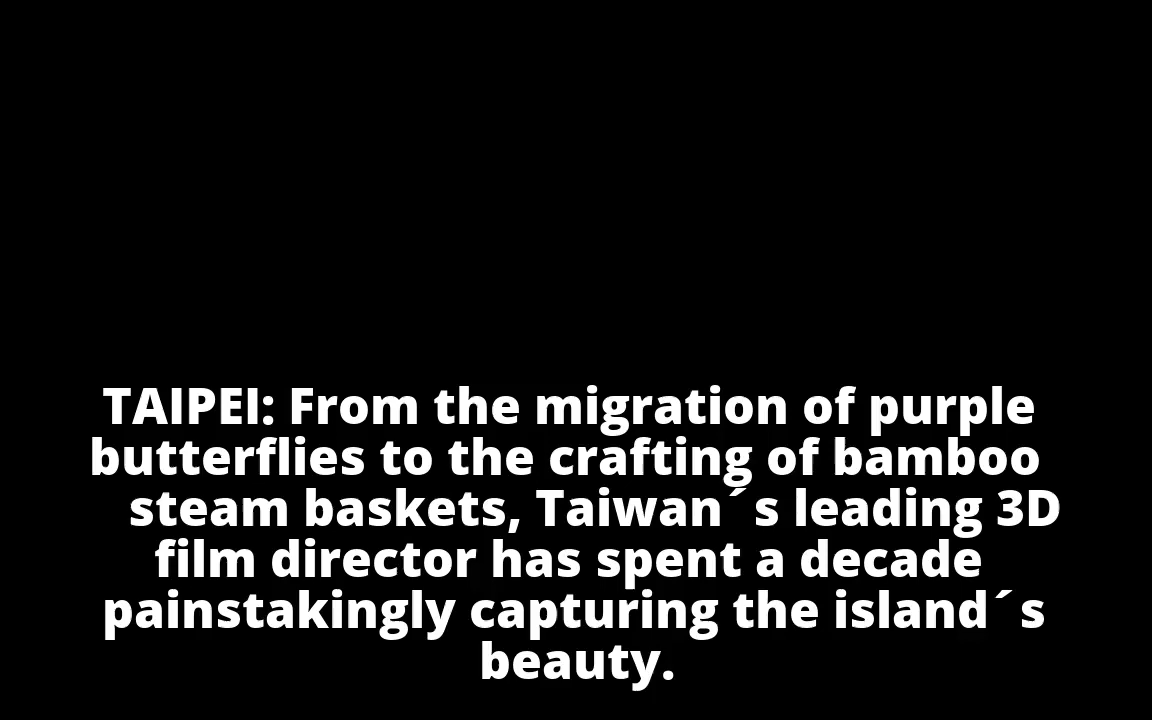 TAIPEI: From the migration of purple
butterflies to the crafting of bamboo
steam baskets, Taiwan´s leading 3D
film director has spent a decade
painstakingly capturing the island´s
beauty.